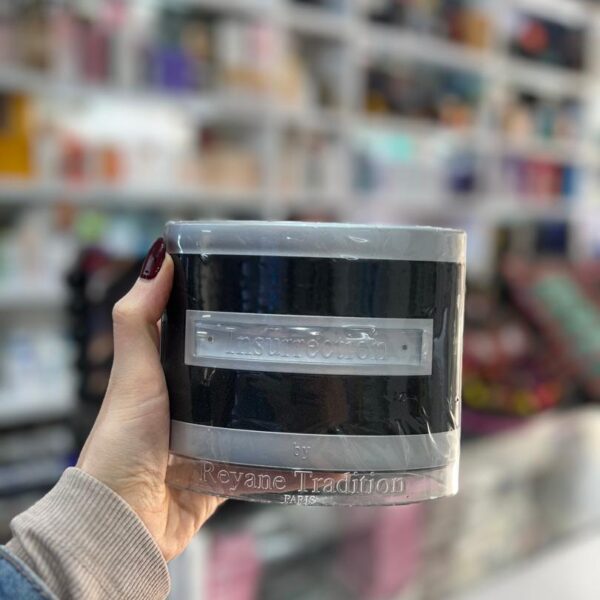 Insurrection
by
Reyane Tradition
PARIS